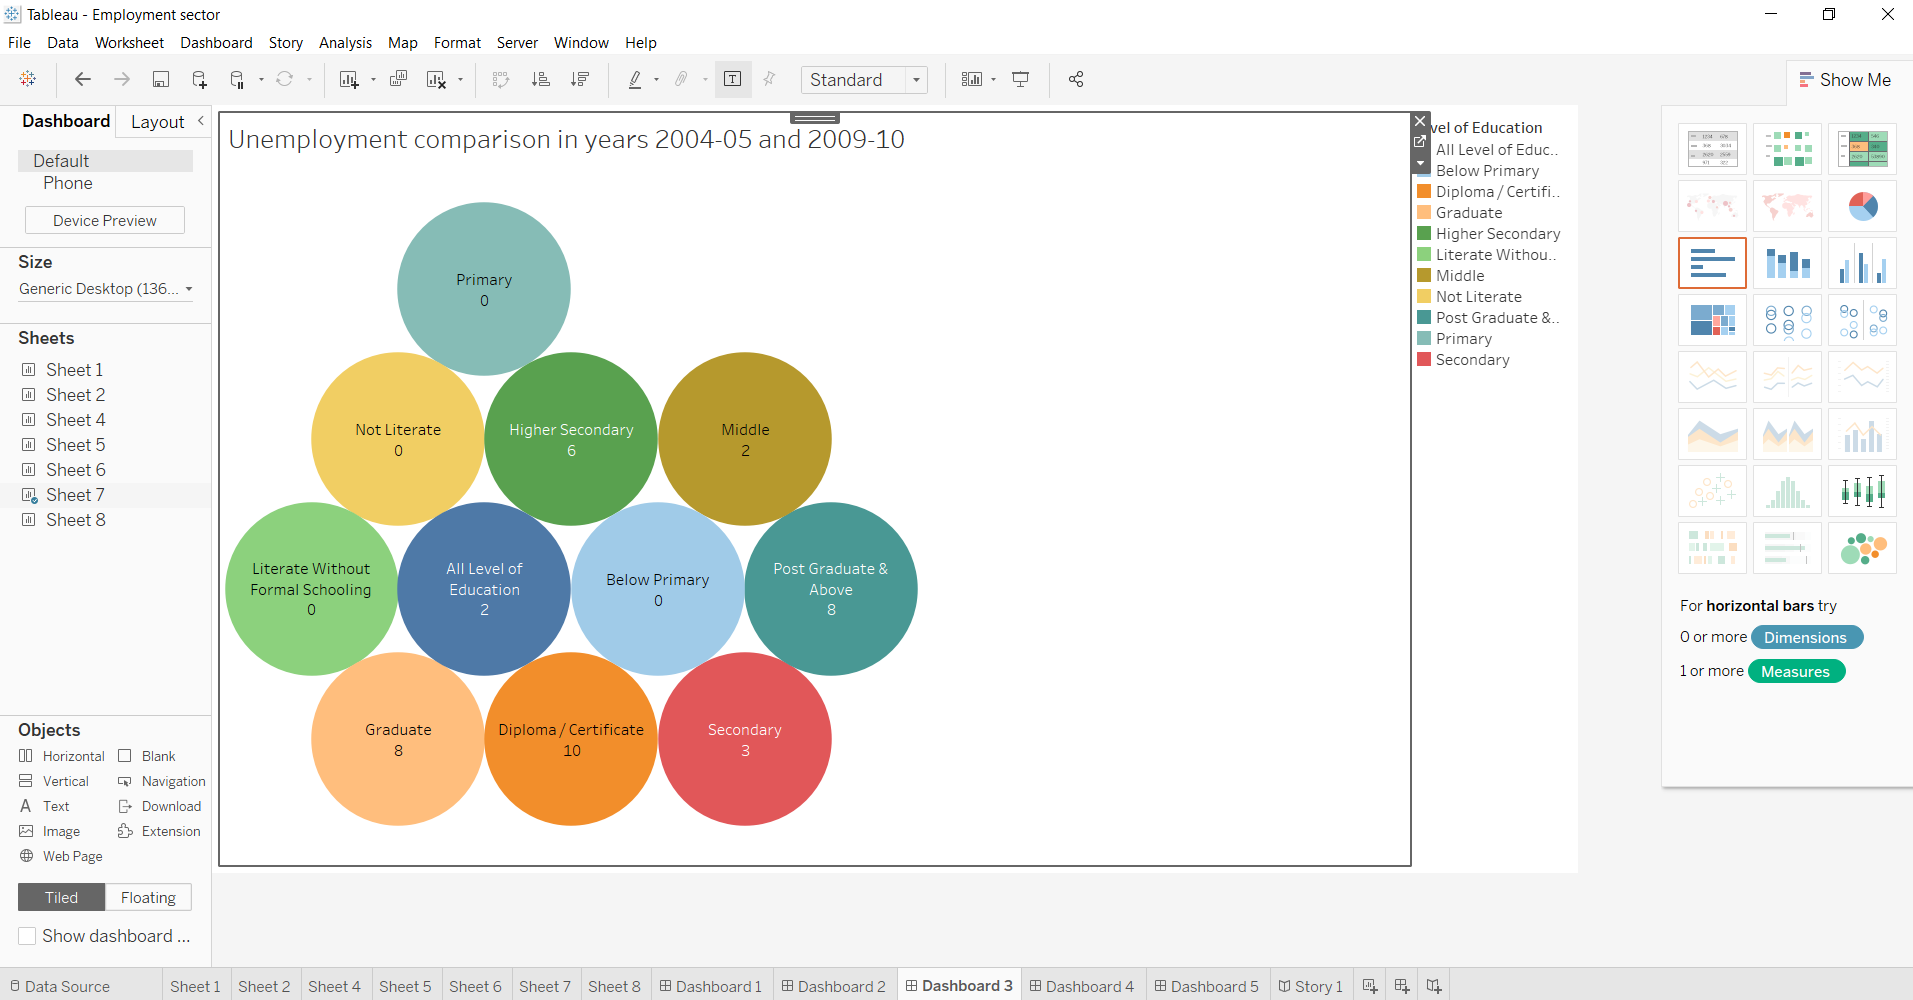 Tableau - Employment sector
File Data Worksheet Dashboard Story Analysis Map Format Server Window Help
Standard
Show Me
Dashboard Layout
Default
Phone
Device Preview
Size
Generic Desktop (136...
Sheets
Sheet 1
Sheet 2
Sheet 4
Sheet 5
Sheet 6
Sheet 7
Sheet 8
Objects
Horizontal Blank
Vertical Navigation
Text Download
Image Extension
Web Page
Tiled Floating
Show dashboard ...
Unemployment comparison in years 2004-05 and 2009-10
Primary
0
Not Literate
0
Higher Secondary
6
Middle
2
Literate Without
Formal Schooling
0
All Level of
Education
2
Below Primary
0
Post Graduate &
Above
8
Graduate
8
Diploma / Certificate
10
Secondary
3
vel of Education
All Level of Educ..
Below Primary
Diploma / Certifi..
Graduate
Higher Secondary
Literate Withou..
Middle
Not Literate
Post Graduate &..
Primary
Secondary
For horizontal bars try
0 or more Dimensions
1 or more Measures
Data Source Sheet 1 Sheet 2 Sheet 4 Sheet 5 Sheet 6 Sheet 7 Sheet 8 Dashboard 1 Dashboard 2 Dashboard 3 Dashboard 4 Dashboard 5 Story 1